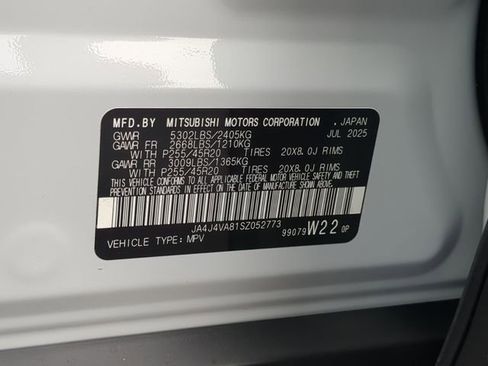 MFD.BY MITSUBISHI MOTORS CORPORATION , JAPAN
GVWR 5302LBS/2405KG JUL 2025
GAWR FR 2668LBS/1210KG
WITH P255/45R20 TIRES 20X8.0J RIMS
GAWR RR 3009LBS/1365KG
WITH P255/45R20 TIRES 20X8.0J RIMS
THIS VEHICLE CONFORMS TO ALL APPLICABLE FEDERAL MOTOR VEHICLE SAFETY BUMPER AND THEFT
PREVENTION STANDARDS IN EFFECT ON THE DATE OF MANUFACTURE SHOWN ABOVE.
JA4J4VA81SZ052773
VEHICLE TYPE: MPV 99079 W22 0P